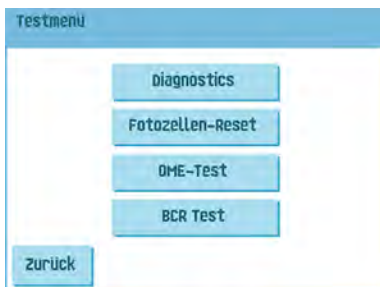 Testmenü
Diagnostics
Fotozellen-Reset
OME-Test
BCR Test
Zurück